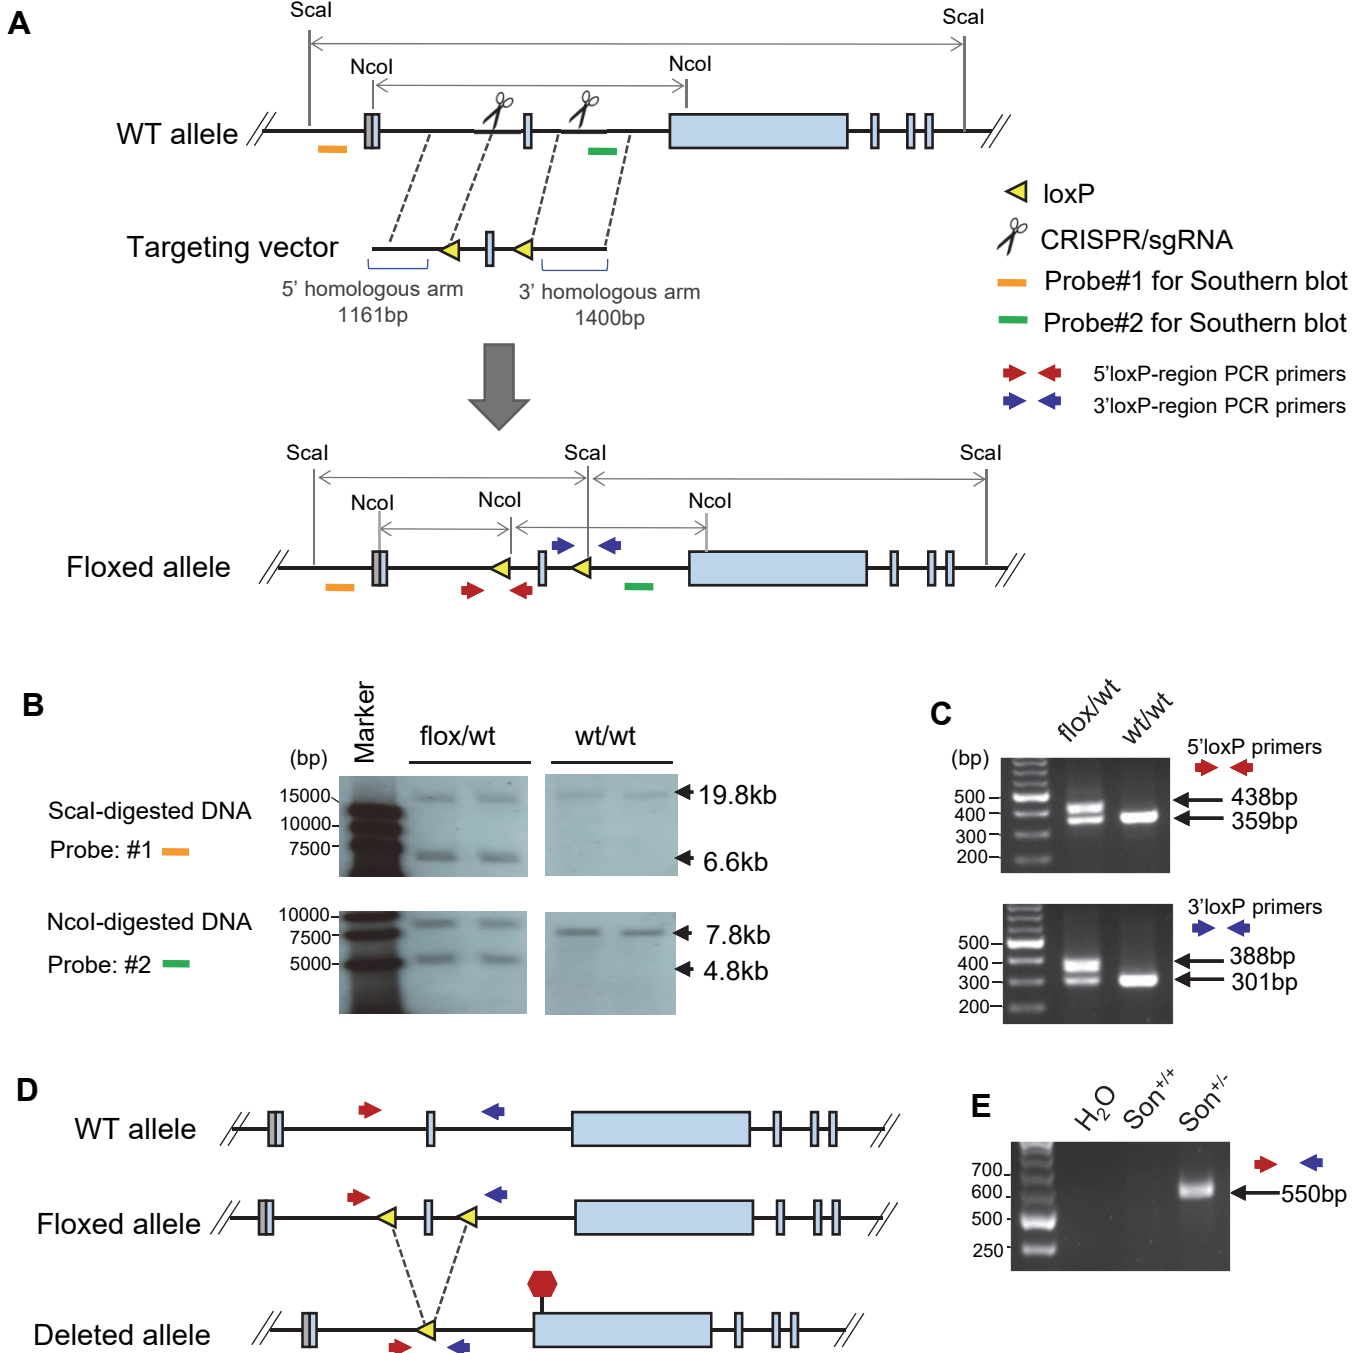 A
ScaI
ScaI
NcoI
NcoI
WT allele
loxP
Targeting vector
CRISPR/sgRNA
Probe#1 for Southern blot
5' homologous arm
1161bp
3' homologous arm
1400bp
Probe#2 for Southern blot
5'loxP-region PCR primers
3'loxP-region PCR primers
ScaI
ScaI
ScaI
NcoI
NcoI
NcoI
Floxed allele
B
Marker
(bp)
flox/wt
wt/wt
ScaI-digested DNA
Probe: #1
15000
10000
7500
19.8kb
6.6kb
NcoI-digested DNA
Probe: #2
10000
7500
5000
7.8kb
4.8kb
C
flox/wt
wt/wt
(bp)
5'loxP primers
500
400
300
200
438bp
359bp
3'loxP primers
500
400
300
200
388bp
301bp
D
WT allele
Floxed allele
Deleted allele
E
H2O
Son+/+
Son+/-
700
600
500
250
550bp